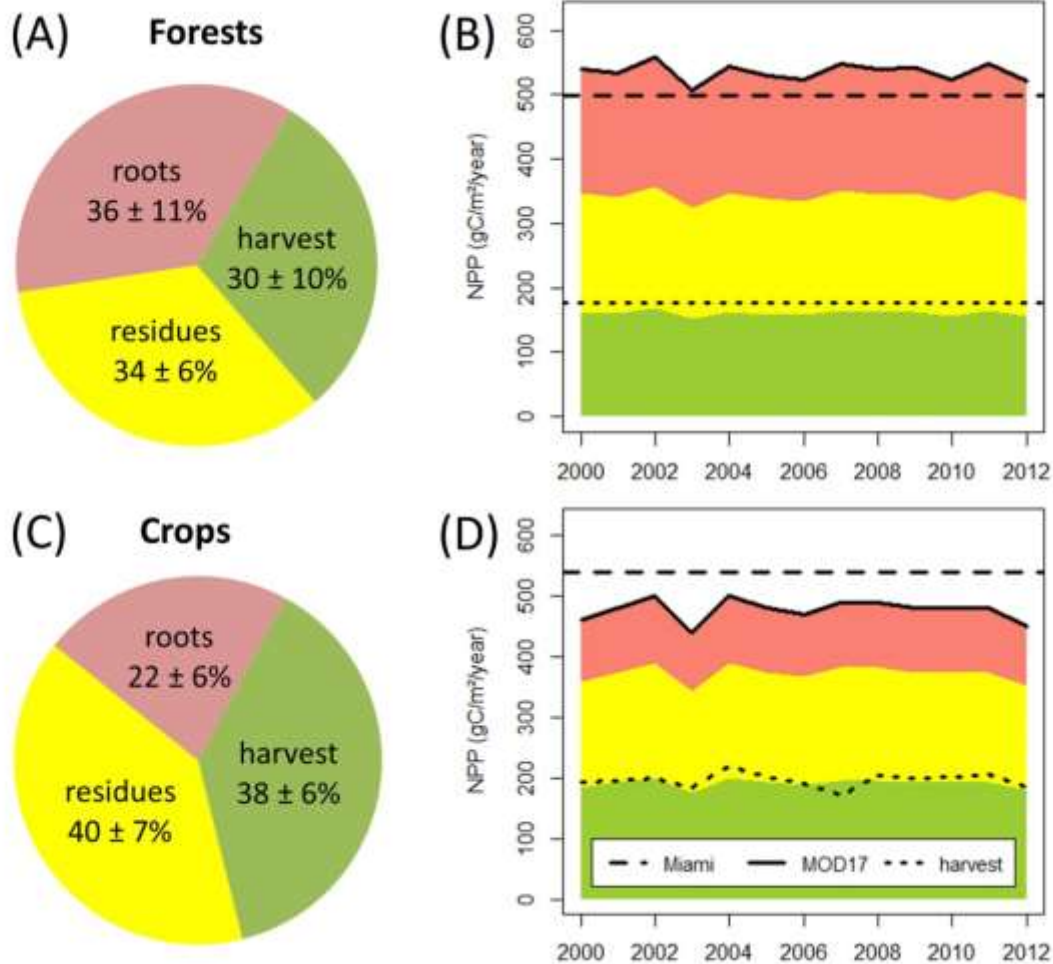 (A) Forests
roots
36 ± 11%
harvest
30 ± 10%
residues
34 ± 6%
(B)
NPP (gC/m²/year)
600
500
400
300
200
100
0
2000 2002 2004 2006 2008 2010 2012
(C) Crops
roots
22 ± 6%
harvest
38 ± 6%
residues
40 ± 7%
(D)
NPP (gC/m²/year)
600
500
400
300
200
100
0
Miami MOD17 harvest
2000 2002 2004 2006 2008 2010 2012